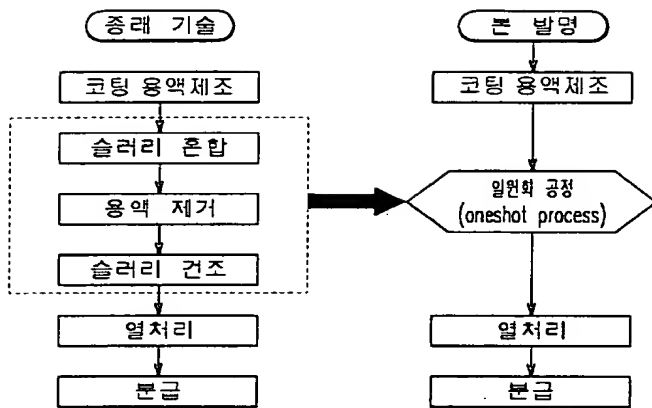 종래 기술
코팅 용액제조
슬러리 혼합
용액 제거
슬러리 건조
열처리
분급
본 발명
코팅 용액제조
일원화 공정
(oneshot process)
열처리
분급